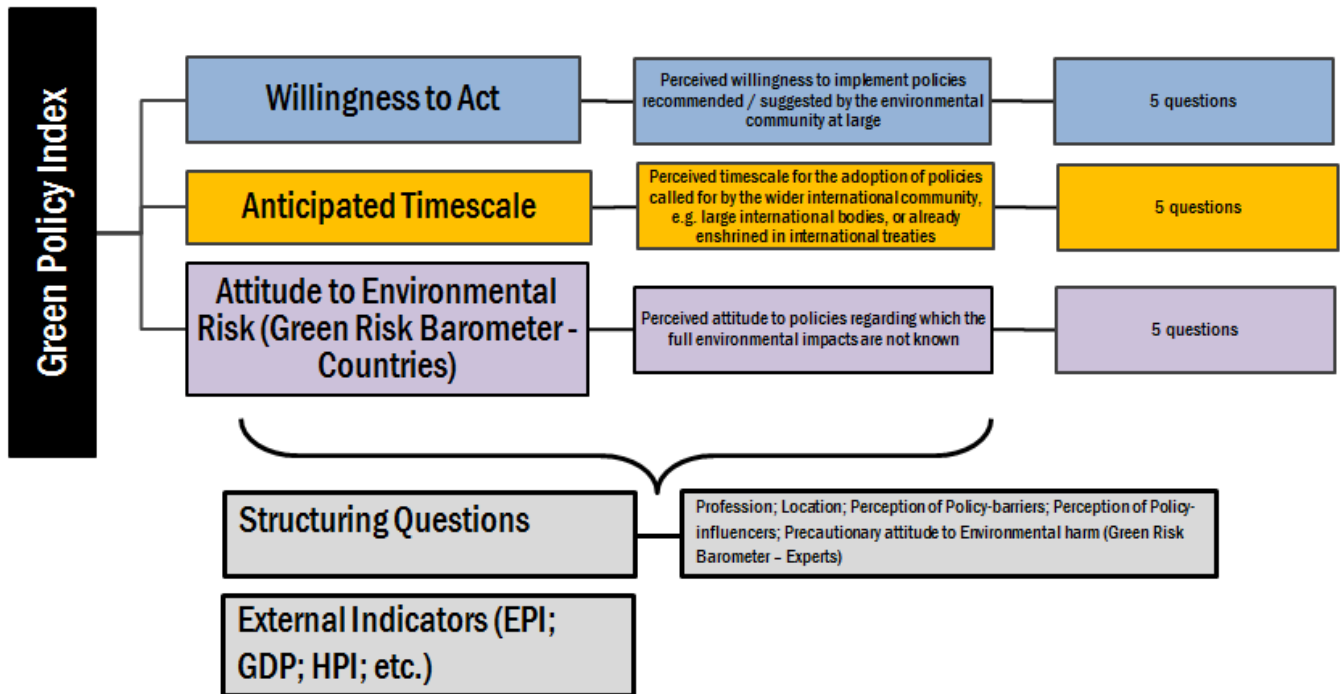 Green Policy Index
Willingness to Act
Perceived willingness to implement policies
recommended / suggested by the environmental
community at large
5 questions
Anticipated Timescale
Perceived timescale for the adoption of policies
called for by the wider international community,
e.g. large international bodies, or already
enshrined in international treaties
5 questions
Attitude to Environmental
Risk (Green Risk Barometer -
Countries)
Perceived attitude to policies regarding which the
full environmental impacts are not known
5 questions
Structuring Questions
Profession; Location; Perception of Policy-barriers; Perception of Policy-
influencers; Precautionary attitude to Environmental harm (Green Risk
Barometer – Experts)
External Indicators (EPI;
GDP; HPI; etc.)